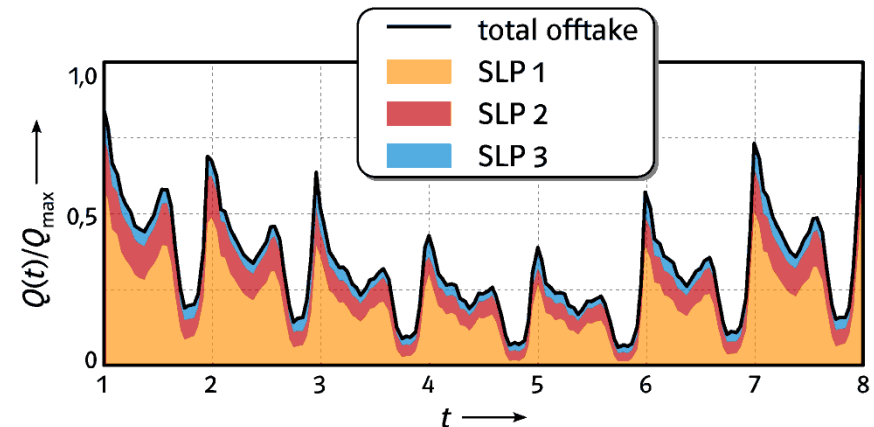 total offtake
SLP 1
SLP 2
SLP 3
Q(t)/Qmax
1,0
0,5
0
1 2 3 4 5 6 7 8
t